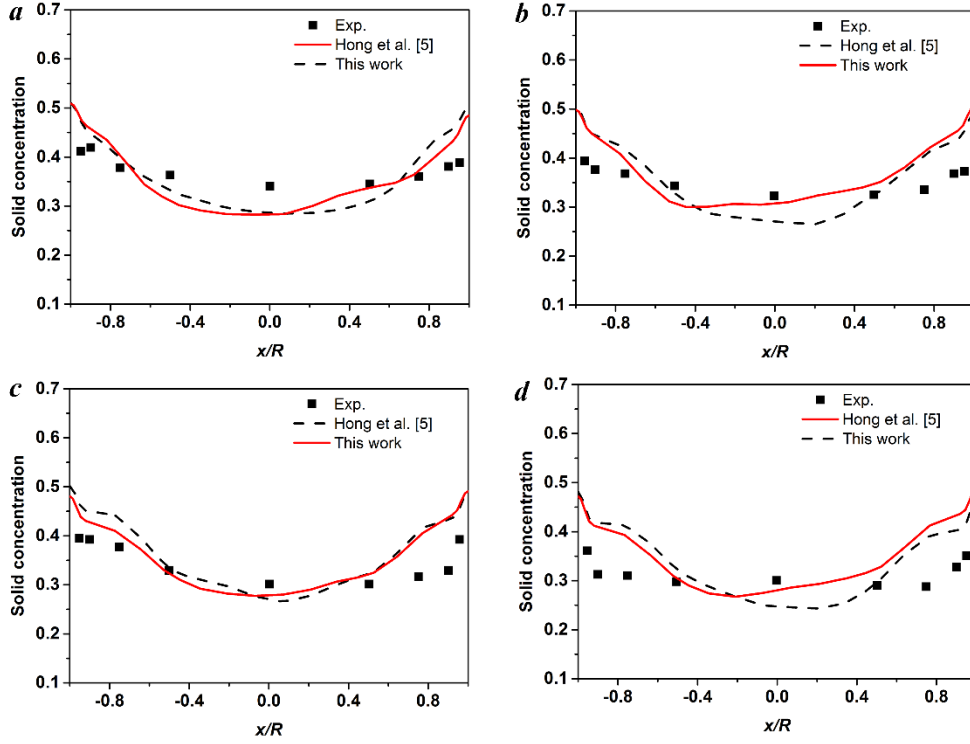 a
0.7
0.6
0.5
0.4
0.3
0.2
0.1
Solid concentration
Exp.
Hong et al. [5]
This work
-0.8 -0.4 0.0 0.4 0.8
x/R
b
0.7
0.6
0.5
0.4
0.3
0.2
0.1
Solid concentration
Exp.
Hong et al. [5]
This work
-0.8 -0.4 0.0 0.4 0.8
x/R
c
0.7
0.6
0.5
0.4
0.3
0.2
0.1
Solid concentration
Exp.
Hong et al. [5]
This work
-0.8 -0.4 0.0 0.4 0.8
x/R
d
0.7
0.6
0.5
0.4
0.3
0.2
0.1
Solid concentration
Exp.
Hong et al. [5]
This work
-0.8 -0.4 0.0 0.4 0.8
x/R